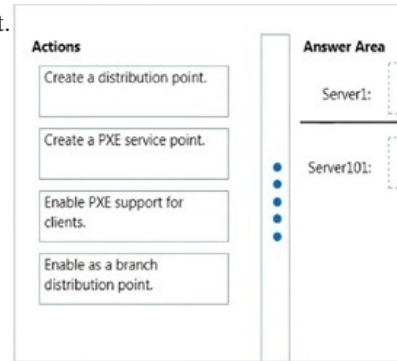 t.
Actions
Answer Area
Create a distribution point.
Server1:
Create a PXE service point.
Server101:
Enable PXE support for
clients.
Enable as a branch
distribution point.